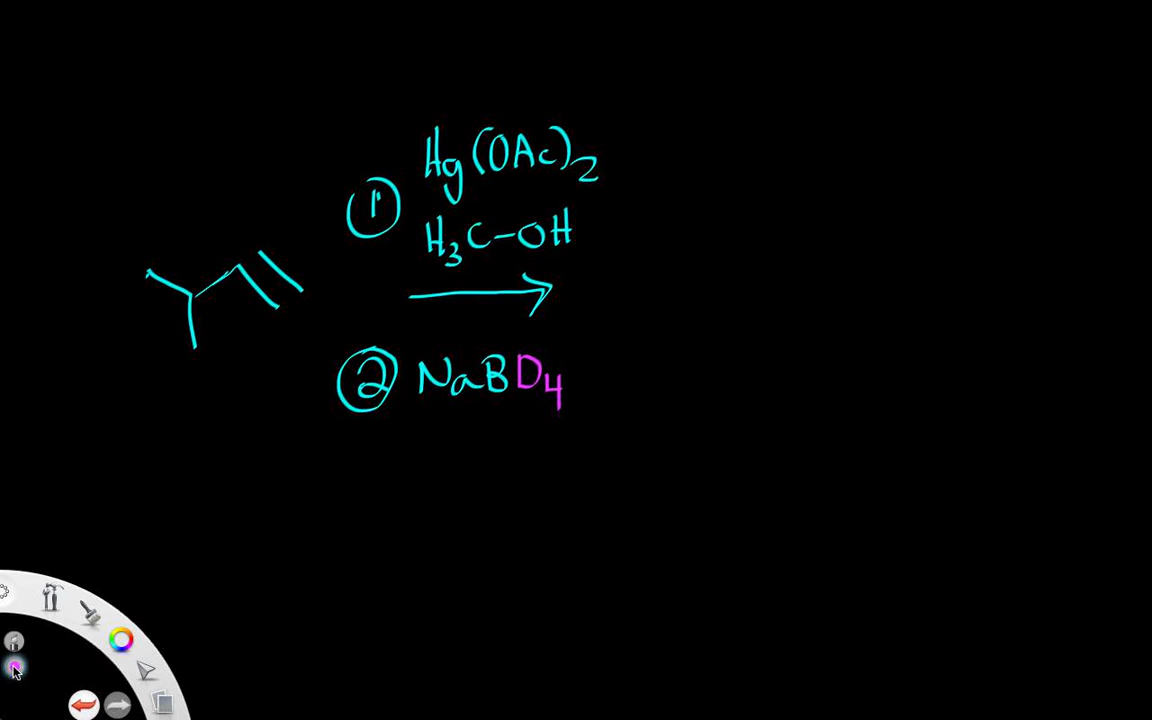 ① Hg(OAc)₂
H₃C-OH
② NaBD₄